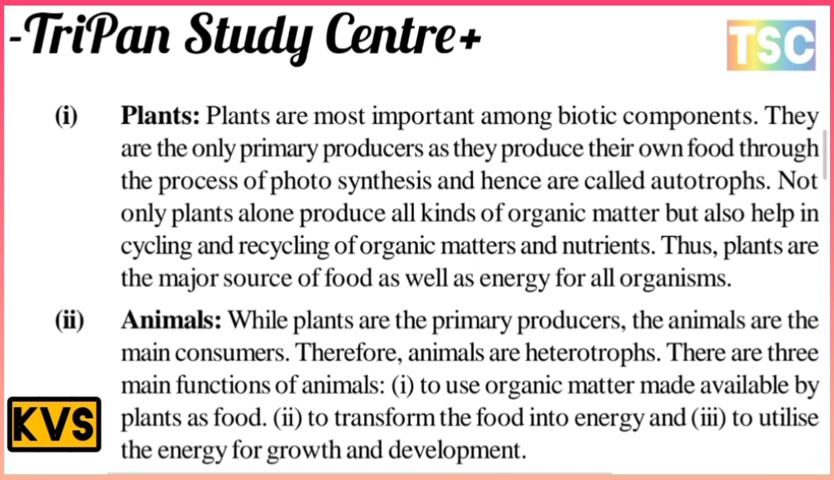 -TriPan Study Centre+
TSC
(i) Plants: Plants are most important among biotic components. They
are the only primary producers as they produce their own food through
the process of photo synthesis and hence are called autotrophs. Not
only plants alone produce all kinds of organic matter but also help in
cycling and recycling of organic matters and nutrients. Thus, plants are
the major source of food as well as energy for all organisms.
(ii) Animals: While plants are the primary producers, the animals are the
main consumers. Therefore, animals are heterotrophs. There are three
main functions of animals: (i) to use organic matter made available by
plants as food. (ii) to transform the food into energy and (iii) to utilise
the energy for growth and development.
KVS